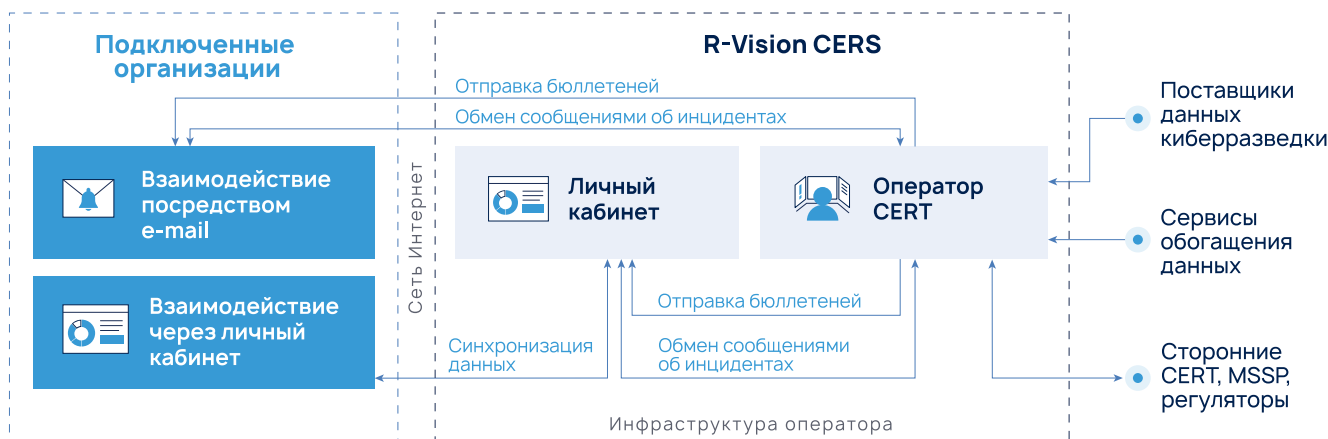 Подключенные
организации
R-Vision CERS
Отправка бюллетеней
Обмен сообщениями об инцидентах
Взаимодействие
посредством
e-mail
Взаимодействие
через личный
кабинет
Сеть Интернет
Личный
кабинет
Оператор
CERT
Отправка бюллетеней
Синхронизация
данных
Обмен сообщениями
об инцидентах
Инфраструктура оператора
Поставщики
данных
киберразведки
Сервисы
обогащения
данных
Сторонние
CERT, MSSP,
регуляторы